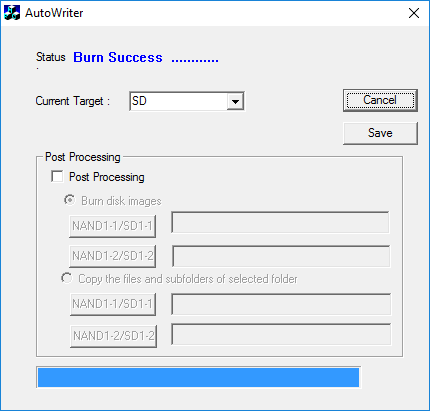 AutoWriter
Status : Burn Success ............
Current Target : SD
Cancel
Save
Post Processing
Post Processing
Burn disk images
NAND1-1/SD1-1
NAND1-2/SD1-2
Copy the files and subfolders of selected folder
NAND1-1/SD1-1
NAND1-2/SD1-2